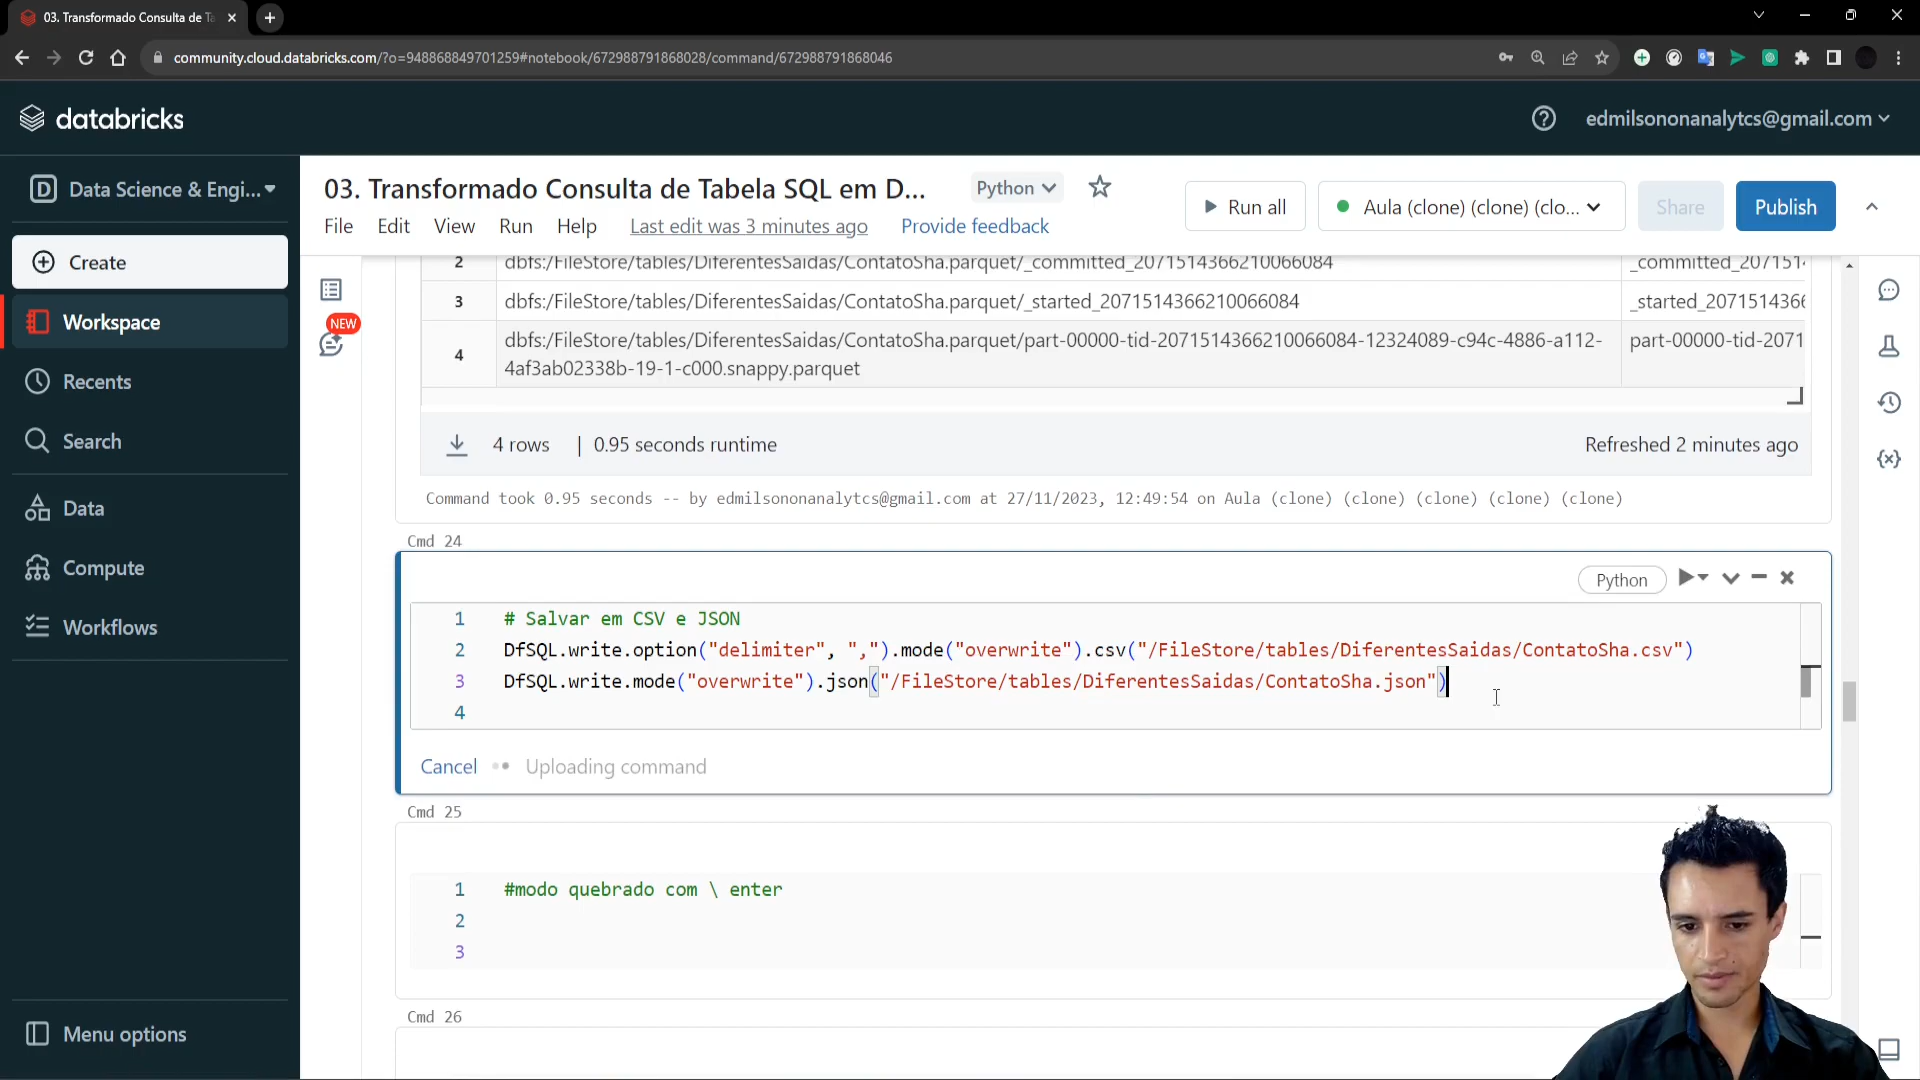 03. Transformado Consulta de Ta
community.cloud.databricks.com/?o=948868849701259#notebook/672988791868028/command/672988791868046
databricks
edmilsononanalytcs@gmail.com
Data Science & Engi...
Create
Workspace
Recents
Search
Data
Compute
Workflows
Menu options
03. Transformado Consulta de Tabela SQL em D...
Python
Run all
Aula (clone) (clone) (clo...
Share
Publish
File Edit View Run Help Last edit was 3 minutes ago Provide feedback
NEW
2 dbfs:/FileStore/tables/DiferentesSaidas/ContatoSha.parquet/_committed_2071514366210066084 _committed_207151
3 dbfs:/FileStore/tables/DiferentesSaidas/ContatoSha.parquet/_started_2071514366210066084 _started_2071514366
4 dbfs:/FileStore/tables/DiferentesSaidas/ContatoSha.parquet/part-00000-tid-2071514366210066084-12324089-c94c-4886-a112- part-00000-tid-2071
4af3ab02338b-19-1-c000.snappy.parquet
4 rows | 0.95 seconds runtime Refreshed 2 minutes ago
Command took 0.95 seconds -- by edmilsononanalytcs@gmail.com at 27/11/2023, 12:49:54 on Aula (clone) (clone) (clone) (clone) (clone)
Cmd 24
Python
1 # Salvar em CSV e JSON
2 DfSQL.write.option("delimiter", ",").mode("overwrite").csv("/FileStore/tables/DiferentesSaidas/ContatoSha.csv")
3 DfSQL.write.mode("overwrite").json("/FileStore/tables/DiferentesSaidas/ContatoSha.json")
4
Cancel Uploading command
Cmd 25
1 #modo quebrado com \ enter
2
3
Cmd 26